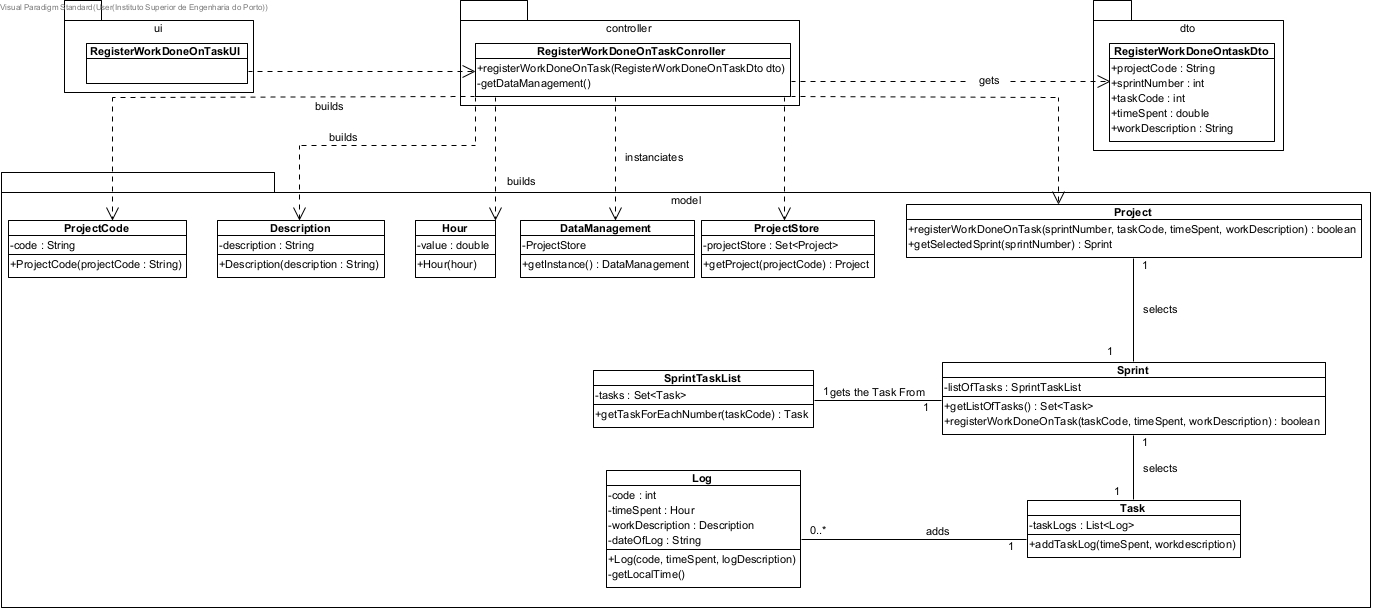 Visual Paradigm Standard(User(Instituto Superior de Engenharia do Porto))
ui
RegisterWorkDoneOnTaskUI
controller
RegisterWorkDoneOnTaskConroller
+registerWorkDoneOnTask(RegisterWorkDoneOnTaskDto dto)
-getDataManagement()
dto
RegisterWorkDoneOntaskDto
+projectCode : String
+sprintNumber : int
+taskCode : int
+timeSpent : double
+workDescription : String
gets
builds
builds
instanciates
builds
model
ProjectCode
-code : String
+ProjectCode(projectCode : String)
Description
-description : String
+Description(description : String)
Hour
-value : double
+Hour(hour)
DataManagement
-ProjectStore
+getInstance() : DataManagement
ProjectStore
-projectStore : Set<Project>
+getProject(projectCode) : Project
Project
+registerWorkDoneOnTask(sprintNumber, taskCode, timeSpent, workDescription) : boolean
+getSelectedSprint(sprintNumber) : Sprint
1
selects
1
SprintTaskList
-tasks : Set<Task>
+getTaskForEachNumber(taskCode) : Task
1
gets the Task From
1
Sprint
-listOfTasks : SprintTaskList
+getListOfTasks() : Set<Task>
+registerWorkDoneOnTask(taskCode, timeSpent, workDescription) : boolean
1
selects
1
Log
-code : int
-timeSpent : Hour
-workDescription : Description
-dateOfLog : String
+Log(code, timeSpent, logDescription)
-getLocalTime()
0..*
adds
1
Task
-taskLogs : List<Log>
+addTaskLog(timeSpent, workdescription)